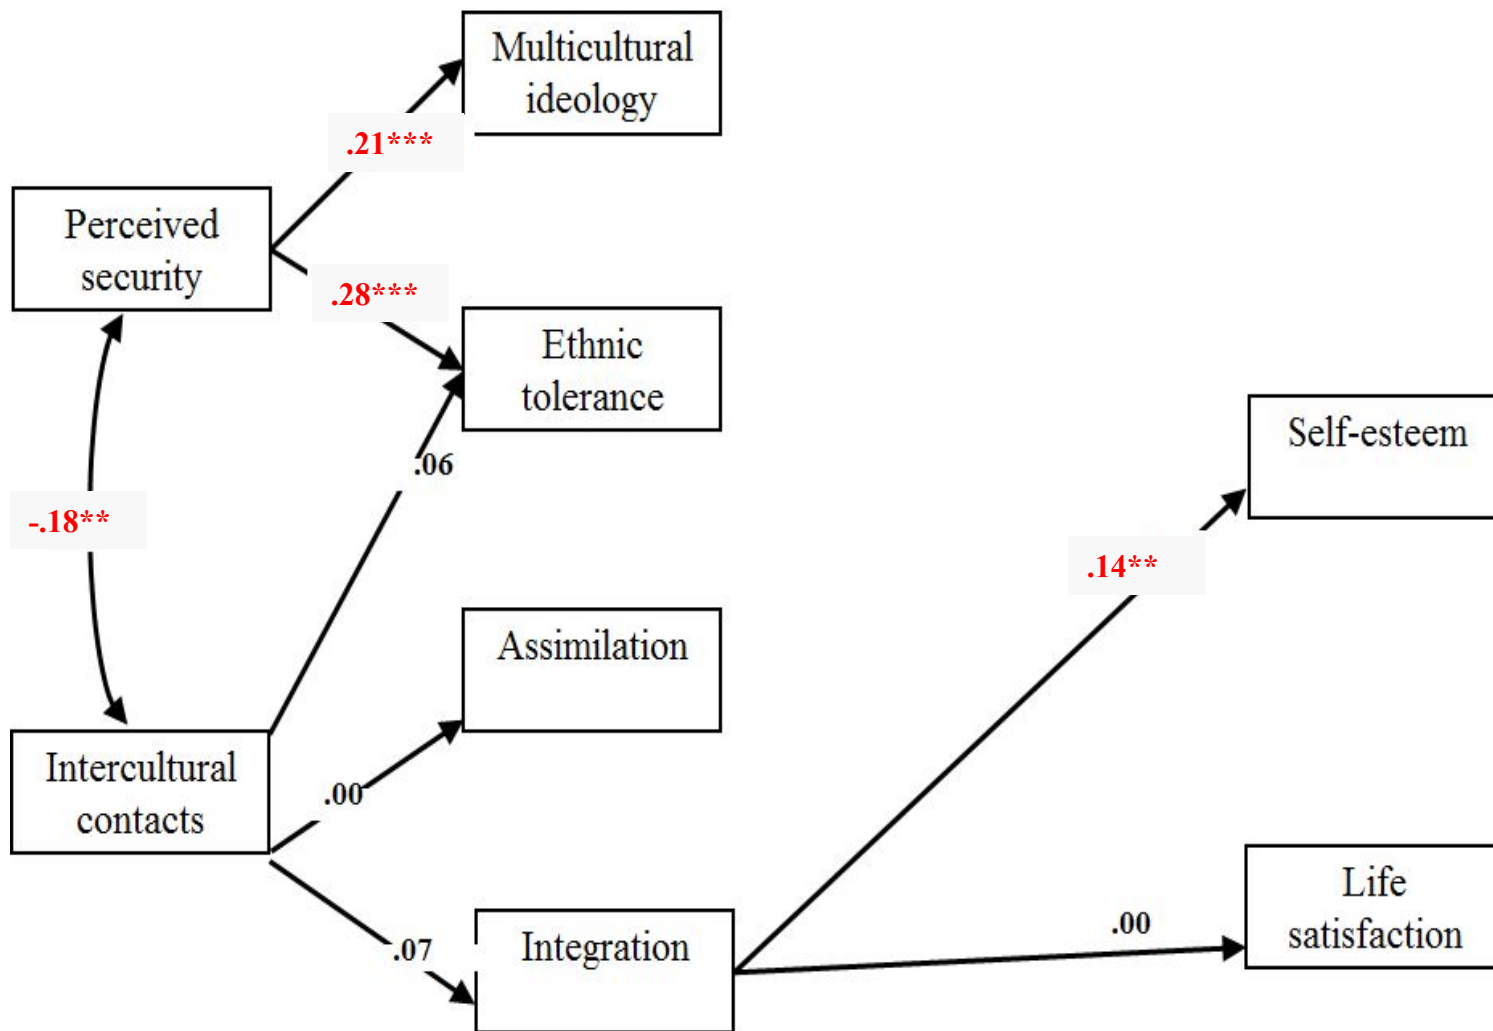 Multicultural
ideology
.21***
Perceived
security
.28***
Ethnic
tolerance
Self-esteem
.06
-.18**
.14**
Assimilation
Intercultural
contacts
.00
Life
satisfaction
.00
Integration
.07